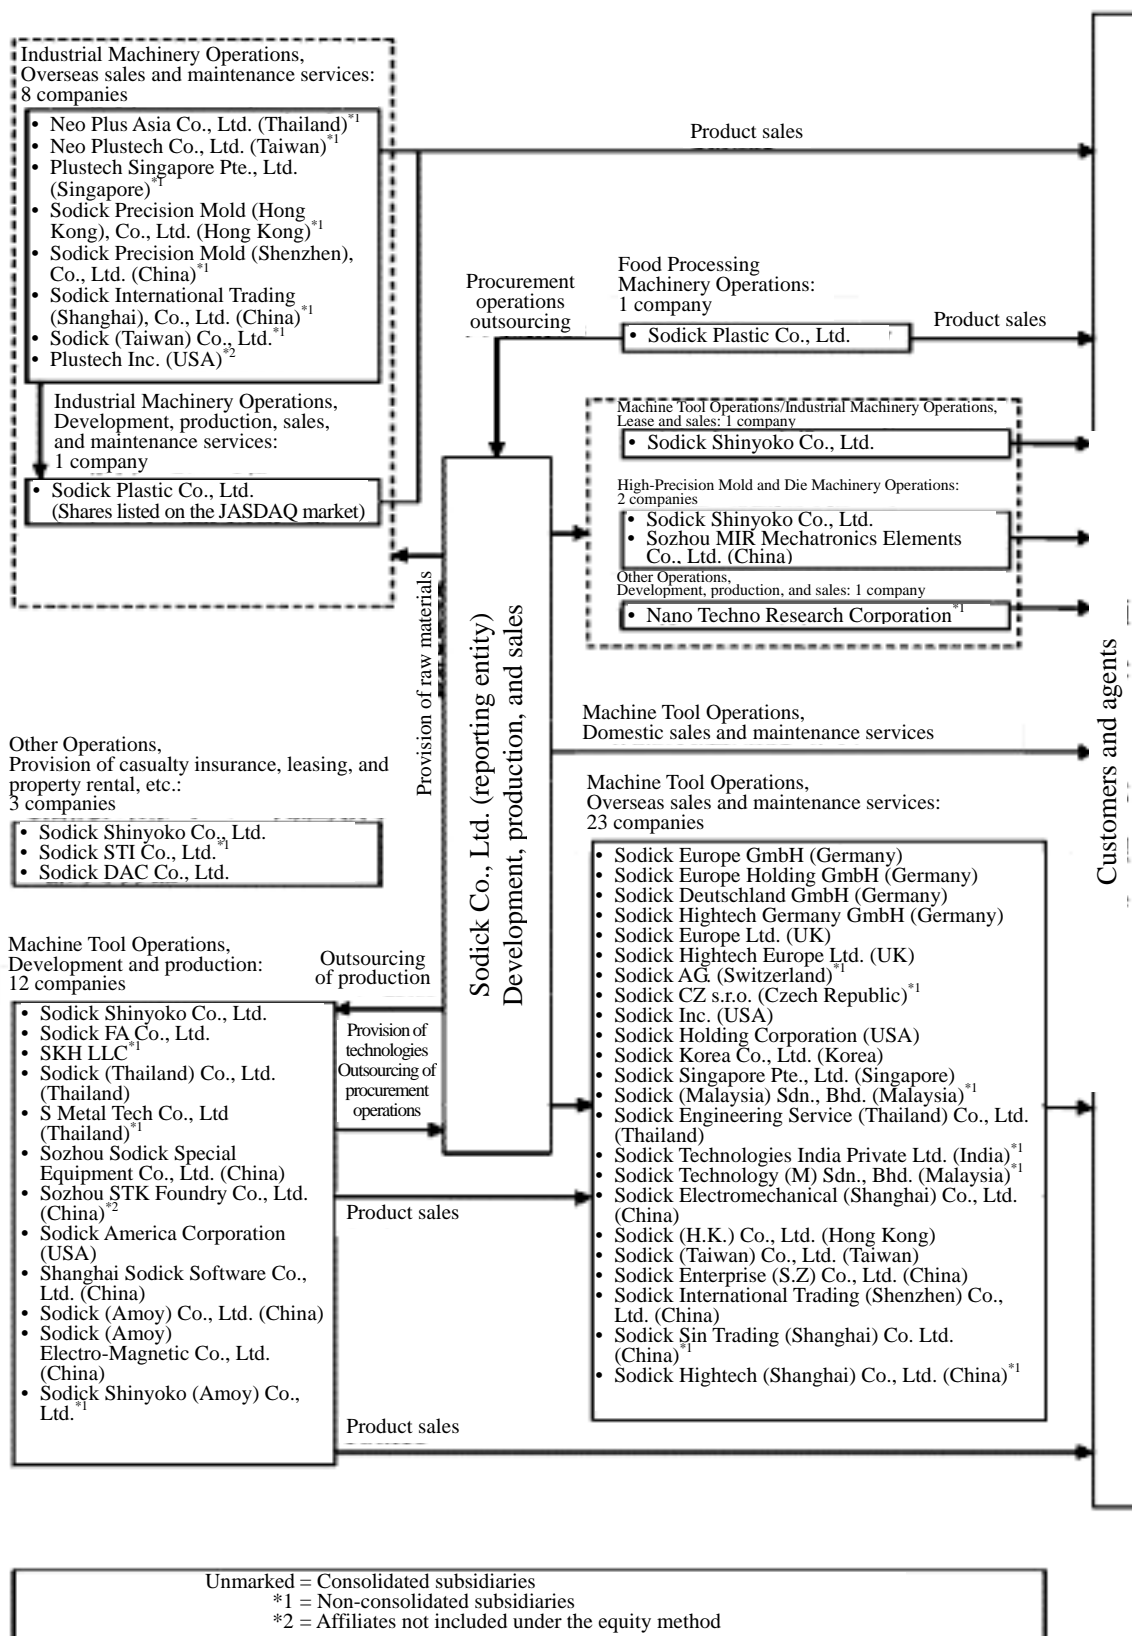 Industrial Machinery Operations,
Overseas sales and maintenance services:
8 companies
• Neo Plus Asia Co., Ltd. (Thailand)*1
• Neo Plustech Co., Ltd. (Taiwan)*1
• Plustech Singapore Pte., Ltd.
(Singapore)*1
• Sodick Precision Mold (Hong
Kong), Co., Ltd. (Hong Kong)*1
• Sodick Precision Mold (Shenzhen),
Co., Ltd. (China)*1
• Sodick International Trading
(Shanghai), Co., Ltd. (China)*1
• Sodick (Taiwan) Co., Ltd.*1
• Plustech Inc. (USA)*2
Industrial Machinery Operations,
Development, production, sales,
and maintenance services:
1 company
• Sodick Plastic Co., Ltd.
(Shares listed on the JASDAQ market)
Product sales
Procurement
operations
outsourcing
Food Processing
Machinery Operations:
1 company
• Sodick Plastic Co., Ltd.
Product sales
Machine Tool Operations/Industrial Machinery Operations,
Lease and sales: 1 company
• Sodick Shinyoko Co., Ltd.
High-Precision Mold and Die Machinery Operations:
2 companies
• Sodick Shinyoko Co., Ltd.
• Sozhou MIR Mechatronics Elements
Co., Ltd. (China)
Other Operations,
Development, production, and sales: 1 company
• Nano Techno Research Corporation*1
Provision of raw materials
Sodick Co., Ltd. (reporting entity)
Development, production, and sales
Customers and agents
Machine Tool Operations,
Domestic sales and maintenance services
Other Operations,
Provision of casualty insurance, leasing, and
property rental, etc.:
3 companies
• Sodick Shinyoko Co., Ltd.
• Sodick STI Co., Ltd.*1
• Sodick DAC Co., Ltd.
Machine Tool Operations,
Development and production:
12 companies
• Sodick Shinyoko Co., Ltd.
• Sodick FA Co., Ltd.
• SKH LLC*1
• Sodick (Thailand) Co., Ltd.
(Thailand)
• S Metal Tech Co., Ltd
(Thailand)*1
• Sozhou Sodick Special
Equipment Co., Ltd. (China)
• Sozhou STK Foundry Co., Ltd.
(China)*2
• Sodick America Corporation
(USA)
• Shanghai Sodick Software Co.,
Ltd. (China)
• Sodick (Amoy) Co., Ltd. (China)
• Sodick (Amoy)
Electro-Magnetic Co., Ltd.
(China)
• Sodick Shinyoko (Amoy) Co.,
Ltd.*1
Outsourcing
of production
Provision of
technologies
Outsourcing of
procurement
operations
Product sales
Product sales
Machine Tool Operations,
Overseas sales and maintenance services:
23 companies
• Sodick Europe GmbH (Germany)
• Sodick Europe Holding GmbH (Germany)
• Sodick Deutschland GmbH (Germany)
• Sodick Hightech Germany GmbH (Germany)
• Sodick Europe Ltd. (UK)
• Sodick Hightech Europe Ltd. (UK)
• Sodick AG. (Switzerland)*1
• Sodick CZ s.r.o. (Czech Republic)*1
• Sodick Inc. (USA)
• Sodick Holding Corporation (USA)
• Sodick Korea Co., Ltd. (Korea)
• Sodick Singapore Pte., Ltd. (Singapore)
• Sodick (Malaysia) Sdn., Bhd. (Malaysia)*1
• Sodick Engineering Service (Thailand) Co., Ltd.
(Thailand)
• Sodick Technologies India Private Ltd. (India)*1
• Sodick Technology (M) Sdn., Bhd. (Malaysia)*1
• Sodick Electromechanical (Shanghai) Co., Ltd.
(China)
• Sodick (H.K.) Co., Ltd. (Hong Kong)
• Sodick (Taiwan) Co., Ltd. (Taiwan)
• Sodick Enterprise (S.Z) Co., Ltd. (China)
• Sodick International Trading (Shenzhen) Co.,
Ltd. (China)
• Sodick Sin Trading (Shanghai) Co. Ltd.
(China)*1
• Sodick Hightech (Shanghai) Co., Ltd. (China)*1
Unmarked = Consolidated subsidiaries
*1 = Non-consolidated subsidiaries
*2 = Affiliates not included under the equity method